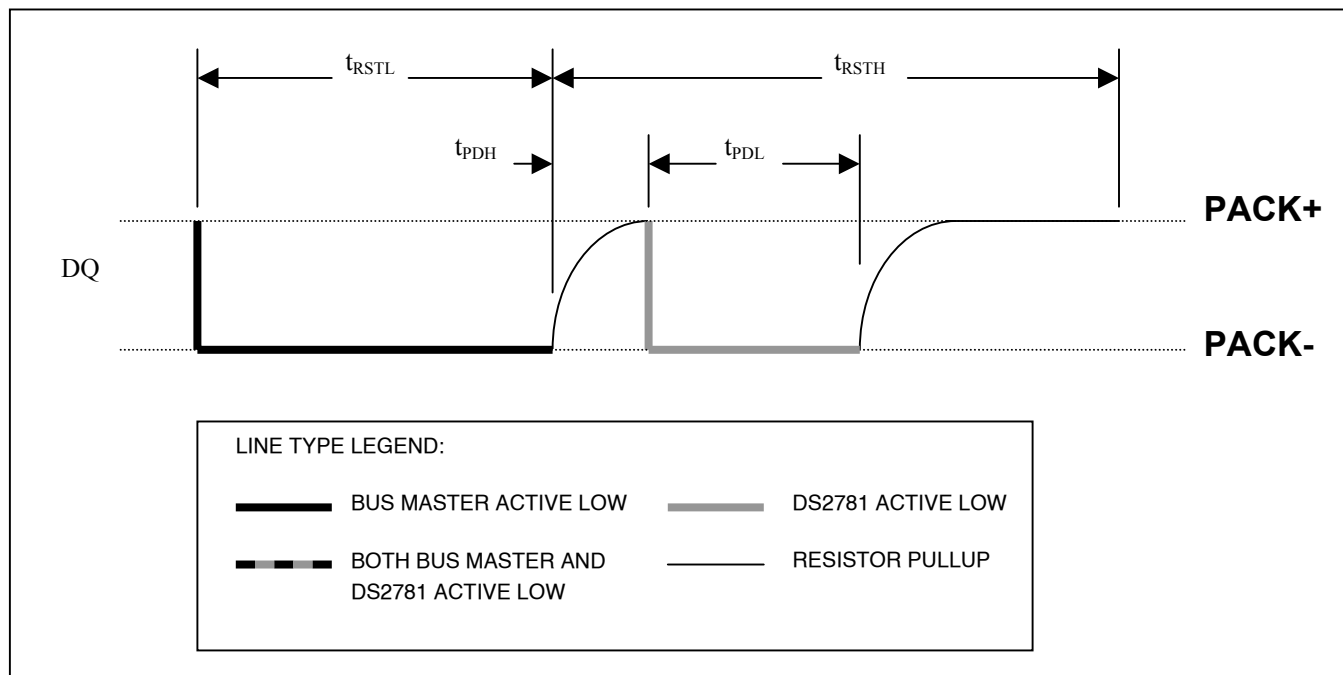 tRSTL
tRSTH
tPDH
tPDL
PACK+
DQ
PACK-
LINE TYPE LEGEND:
BUS MASTER ACTIVE LOW
DS2781 ACTIVE LOW
BOTH BUS MASTER AND
DS2781 ACTIVE LOW
RESISTOR PULLUP